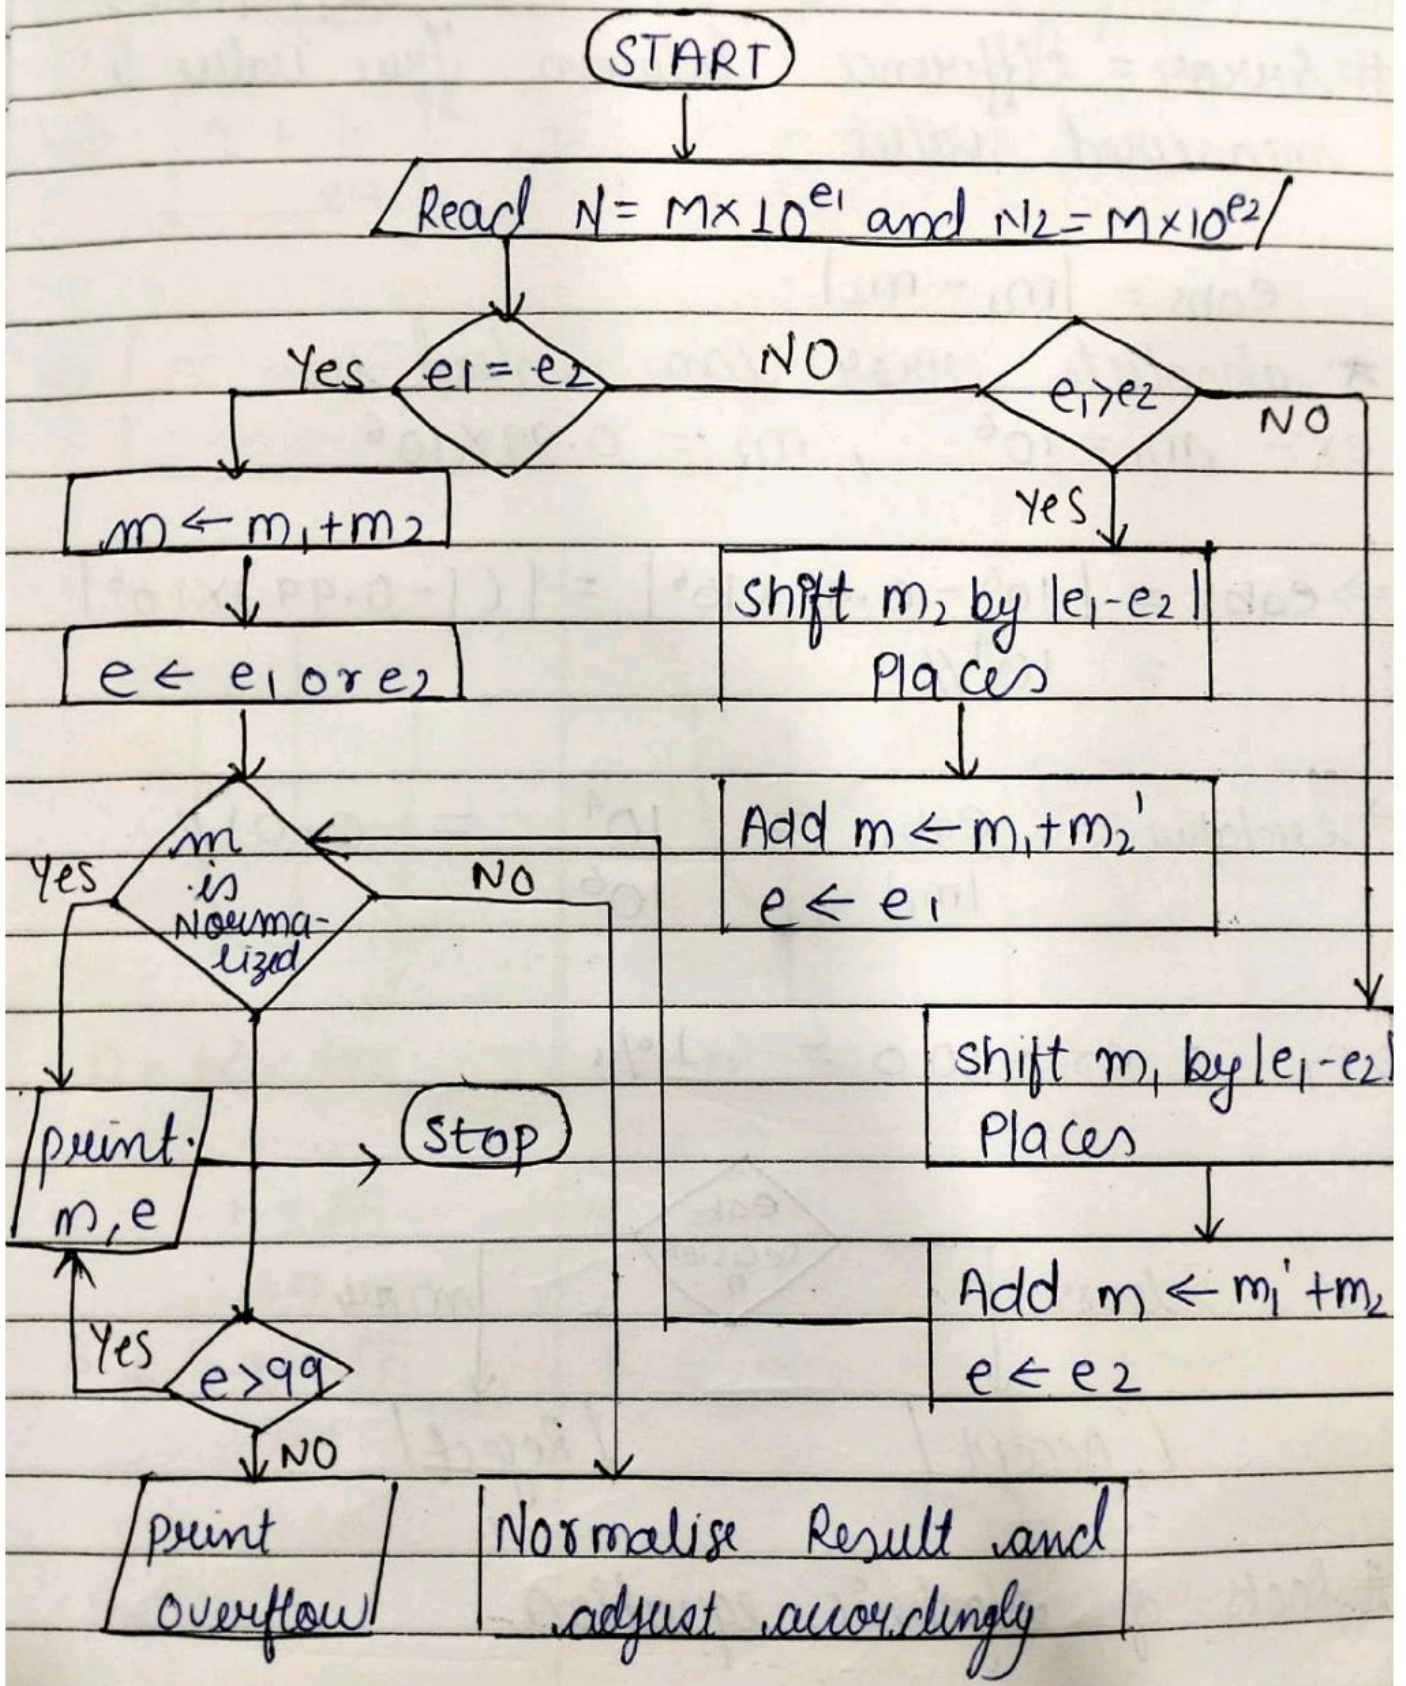 START
Read N = M×10^e1 and N2 = M×10^e2
e1 = e2
Yes
NO
e1>e2
NO
Yes
m ← m1+m2
e ← e1 or e2
Shift m2 by |e1-e2|
Places
Add m ← m1+m2'
e ← e1
m
is
Norma-
lized
Yes
NO
Shift m1 by |e1-e2|
Places
Add m ← m1'+m2
e ← e2
print
m, e
Stop
e>99
Yes
NO
print
overflow
Normalise Result and
adjust accordingly